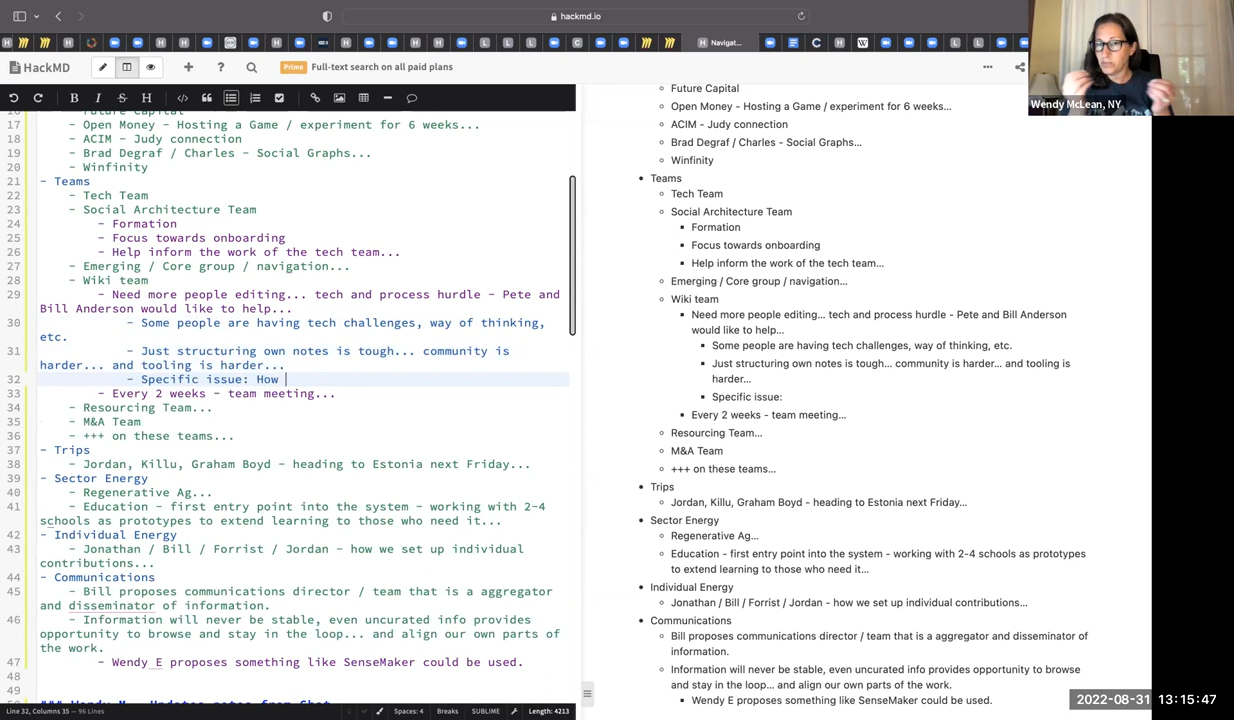 hackmd.io
Navigat...
HackMD
Prime Full-text search on all paid plans
Wendy McLean, NY
17 - Open Money - Hosting a Game / experiment for 6 weeks...
18 - ACIM - Judy connection
19 - Brad Degraf / Charles - Social Graphs...
20 - Winfinity
21 - Teams
22 - Tech Team
23 - Social Architecture Team
24 - Formation
25 - Focus towards onboarding
26 - Help inform the work of the tech team...
27 - Emerging / Core group / navigation...
28 - Wiki team
29 - Need more people editing... tech and process hurdle - Pete and
Bill Anderson would like to help...
30 - Some people are having tech challenges, way of thinking,
etc.
31 - Just structuring own notes is tough... community is
harder... and tooling is harder...
32 - Specific issue: How
33 - Every 2 weeks - team meeting...
34 - Resourcing Team...
35 - M&A Team
36 - +++ on these teams...
37 - Trips
38 - Jordan, Killu, Graham Boyd - heading to Estonia next Friday...
39 - Sector Energy
40 - Regenerative Ag...
41 - Education - first entry point into the system - working with 2-4
schools as prototypes to extend learning to those who need it...
42 - Individual Energy
43 - Jonathan / Bill / Forrist / Jordan - how we set up individual
contributions...
44 - Communications
45 - Bill proposes communications director / team that is a aggregator
and disseminator of information.
46 - Information will never be stable, even uncurated info provides
opportunity to browse and stay in the loop... and align our own parts of
the work.
47 - Wendy E proposes something like SenseMaker could be used.
48
49
Line 32, Columns 35 — 96 Lines
Spaces: 4
Breaks
SUBLIME
Length: 4213
Future Capital
Open Money - Hosting a Game / experiment for 6 weeks…
ACIM - Judy connection
Brad Degraf / Charles - Social Graphs…
Winfinity
Teams
Tech Team
Social Architecture Team
Formation
Focus towards onboarding
Help inform the work of the tech team…
Emerging / Core group / navigation…
Wiki team
Need more people editing… tech and process hurdle - Pete and Bill Anderson
would like to help…
Some people are having tech challenges, way of thinking, etc.
Just structuring own notes is tough… community is harder… and tooling is
harder…
Specific issue:
Every 2 weeks - team meeting…
Resourcing Team…
M&A Team
+++ on these teams…
Trips
Jordan, Killu, Graham Boyd - heading to Estonia next Friday…
Sector Energy
Regenerative Ag…
Education - first entry point into the system - working with 2-4 schools as prototypes
to extend learning to those who need it…
Individual Energy
Jonathan / Bill / Forrist / Jordan - how we set up individual contributions…
Communications
Bill proposes communications director / team that is a aggregator and disseminator of
information.
Information will never be stable, even uncurated info provides opportunity to browse
and stay in the loop… and align our own parts of the work.
Wendy E proposes something like SenseMaker could be used.
2022-08-31 13:15:47